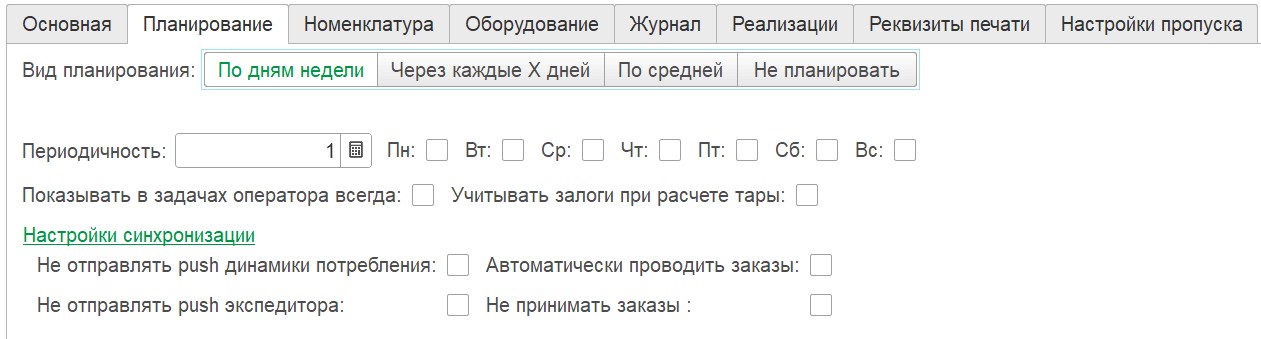 Основная Планирование Номенклатура Оборудование Журнал Реализации Реквизиты печати Настройки пропуска
Вид планирования: По дням недели Через каждые X дней По средней Не планировать
Периодичность: 1 Пн: Вт: Ср: Чт: Пт: Сб: Вс:
Показывать в задачах оператора всегда: Учитывать залоги при расчете тары:
Настройки синхронизации
Не отправлять push динамики потребления: Автоматически проводить заказы:
Не отправлять push экспедитора: Не принимать заказы :